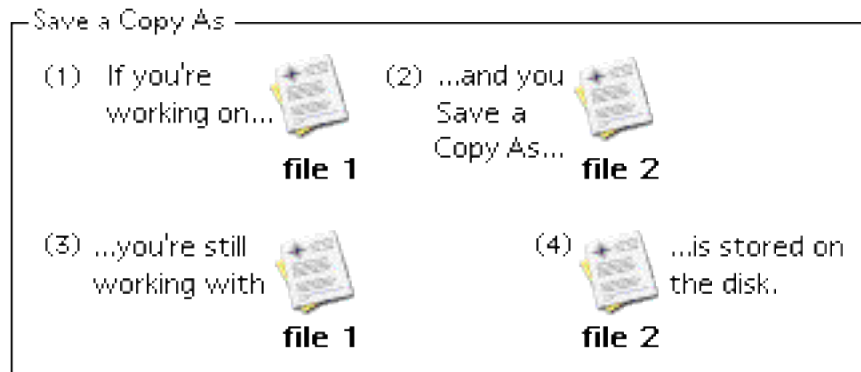 Save a Copy As
(1) If you're
working on...
file 1
(2) ...and you
Save a
Copy As...
file 2
(3) ...you're still
working with
file 1
(4) ...is stored on
the disk.
file 2